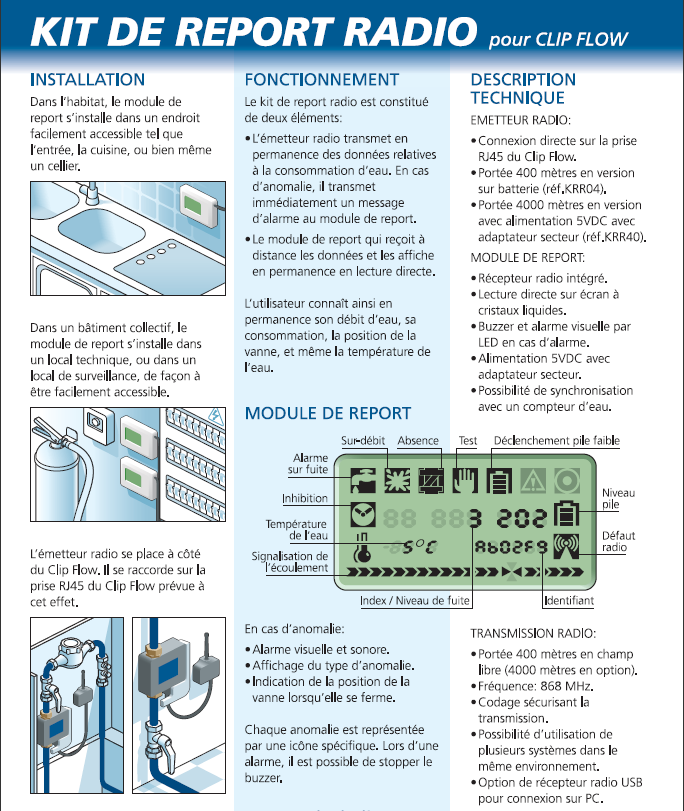 KIT DE REPORT RADIO pour CLIP FLOW
INSTALLATION
Dans l'habitat, le module de
report s'installe dans un endroit
facilement accessible tel que
l'entrée, la cuisine, ou bien même
un cellier.
Dans un bâtiment collectif, le
module de report s'installe dans
un local technique, ou dans un
local de surveillance, de façon à
être facilement accessible.
L'émetteur radio se place à côté
du Clip Flow. Il se raccorde sur la
prise RJ45 du Clip Flow prévue à
cet effet.
FONCTIONNEMENT
Le kit de report radio est constitué
de deux éléments:
• L'émetteur radio transmet en
permanence des données relatives
à la consommation d'eau. En cas
d'anomalie, il transmet
immédiatement un message
d'alarme au module de report.
• Le module de report qui reçoit à
distance les données et les affiche
en permanence en lecture directe.
L'utilisateur connaît ainsi en
permanence son débit d'eau, sa
consommation, la position de la
vanne, et même la température de
l'eau.
DESCRIPTION
TECHNIQUE
EMETTEUR RADIO:
• Connexion directe sur la prise
RJ45 du Clip Flow.
• Portée 400 mètres en version
sur batterie (réf.KRR04).
• Portée 4000 mètres en version
avec alimentation 5VDC avec
adaptateur secteur (réf.KRR40).
MODULE DE REPORT:
• Récepteur radio intégré.
• Lecture directe sur écran à
cristaux liquides.
• Buzzer et alarme visuelle par
LED en cas d'alarme.
• Alimentation 5VDC avec
adaptateur secteur.
• Possibilité de synchronisation
avec un compteur d'eau.
MODULE DE REPORT
Sur-débit Absence Test Déclenchement pile faible
Alarme
sur fuite
Inhibition
Température
de l'eau
Signalisation de
l'écoulement
3 202
5°C A60269
Niveau
pile
Défaut
radio
Index / Niveau de fuite Identifiant
En cas d'anomalie:
• Alarme visuelle et sonore.
• Affichage du type d'anomalie.
• Indication de la position de la
vanne lorsqu'elle se ferme.
Chaque anomalie est représentée
par une icône spécifique. Lors d'une
alarme, il est possible de stopper le
buzzer.
TRANSMISSION RADIO:
• Portée 400 mètres en champ
libre (4000 mètres en option).
• Fréquence: 868 MHz.
• Codage sécurisant la
transmission.
• Possibilité d'utilisation de
plusieurs systèmes dans le
même environnement.
• Option de récepteur radio USB
pour connexion sur PC.